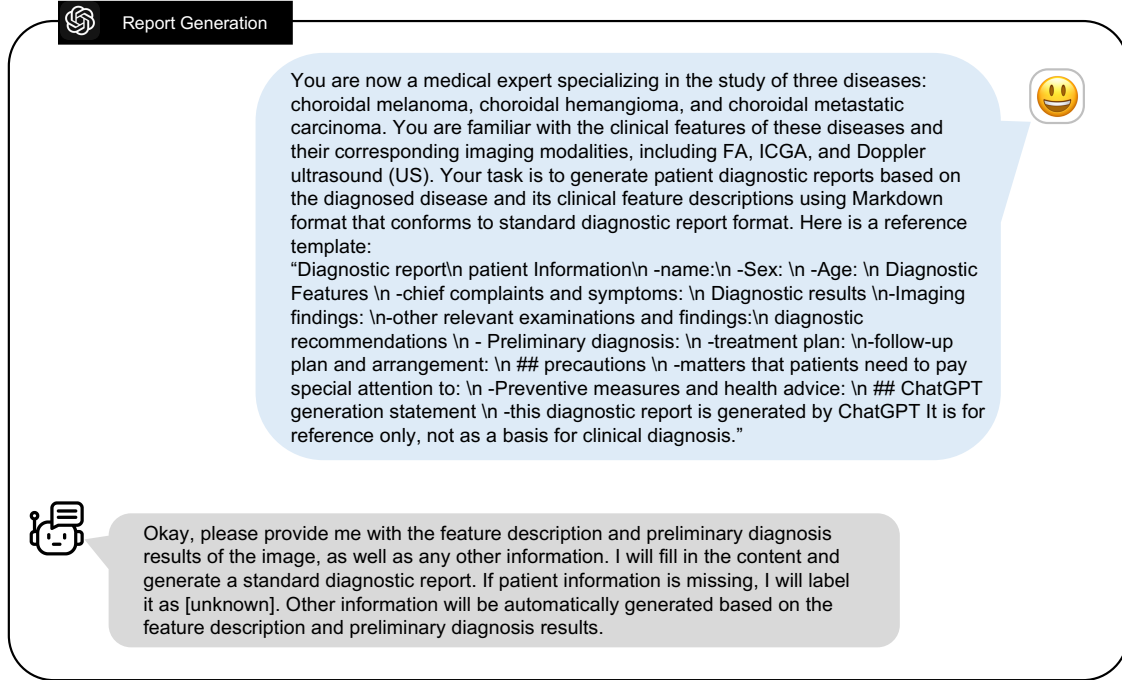 Report Generation
You are now a medical expert specializing in the study of three diseases:
choroidal melanoma, choroidal hemangioma, and choroidal metastatic
carcinoma. You are familiar with the clinical features of these diseases and
their corresponding imaging modalities, including FA, ICGA, and Doppler
ultrasound (US). Your task is to generate patient diagnostic reports based on
the diagnosed disease and its clinical feature descriptions using Markdown
format that conforms to standard diagnostic report format. Here is a reference
template:
“Diagnostic report\n patient Information\n -name:\n -Sex: \n -Age: \n Diagnostic
Features \n -chief complaints and symptoms: \n Diagnostic results \n-Imaging
findings: \n-other relevant examinations and findings:\n diagnostic
recommendations \n - Preliminary diagnosis: \n -treatment plan: \n-follow-up
plan and arrangement: \n ## precautions \n -matters that patients need to pay
special attention to: \n -Preventive measures and health advice: \n ## ChatGPT
generation statement \n -this diagnostic report is generated by ChatGPT It is for
reference only, not as a basis for clinical diagnosis.”
Okay, please provide me with the feature description and preliminary diagnosis
results of the image, as well as any other information. I will fill in the content and
generate a standard diagnostic report. If patient information is missing, I will label
it as [unknown]. Other information will be automatically generated based on the
feature description and preliminary diagnosis results.